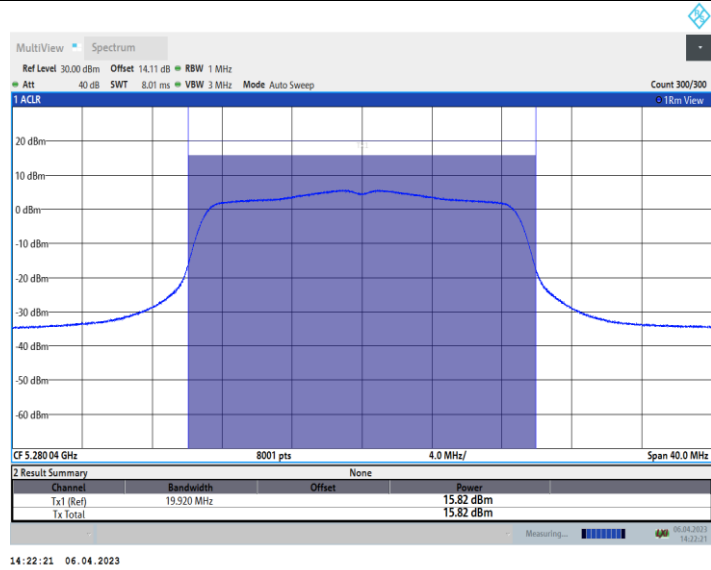 MultiView Spectrum
Ref Level 30.00 dBm Offset 14.11 dB RBW 1 MHz
Att 40 dB SWT 8.01 ms VBW 3 MHz Mode Auto Sweep Count 300/300
1 ACLR 1Rm View
20 dBm
10 dBm
0 dBm
-10 dBm
-20 dBm
-30 dBm
-40 dBm
-50 dBm
-60 dBm
CF 5.280 04 GHz 8001 pts 4.0 MHz/ Span 40.0 MHz
2 Result Summary None
Channel Bandwidth Offset Power
Tx1 (Ref) 19.920 MHz 15.82 dBm
Tx Total 15.82 dBm
Measuring... 06.04.2023
14:22:21
14:22:21 06.04.2023